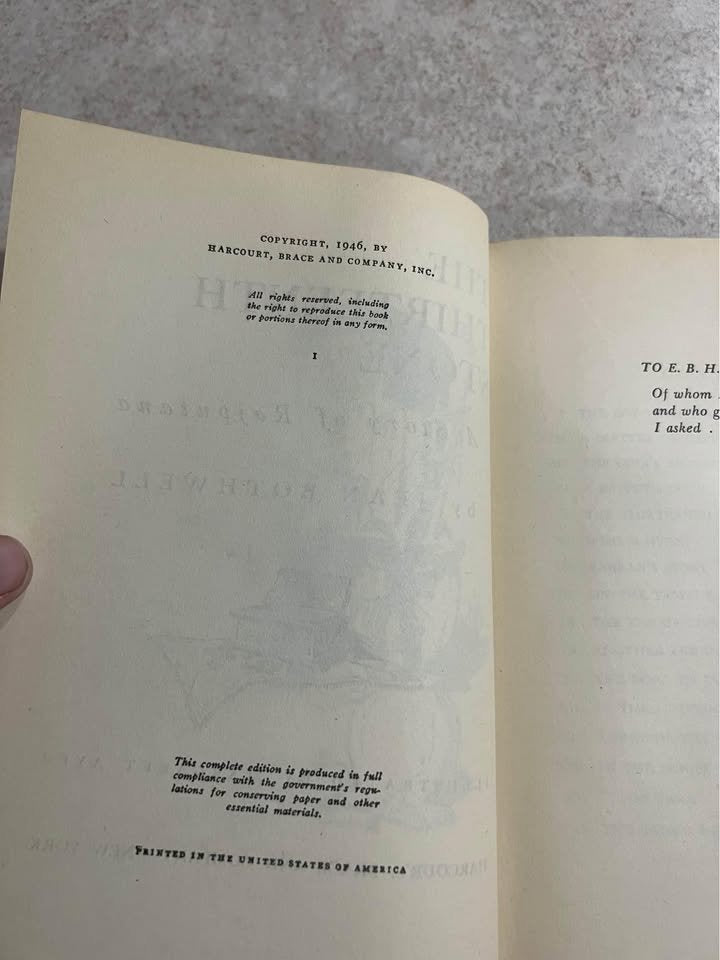 COPYRIGHT, 1946, BY
HARCOURT, BRACE AND COMPANY, INC.
All rights reserved, including
the right to reproduce this book
or portions thereof in any form.
I
This complete edition is produced in full
compliance with the government's regu-
lations for conserving paper and other
essential materials.
PRINTED IN THE UNITED STATES OF AMERICA
TO E. B. H.
Of whom .
and who g
I asked .